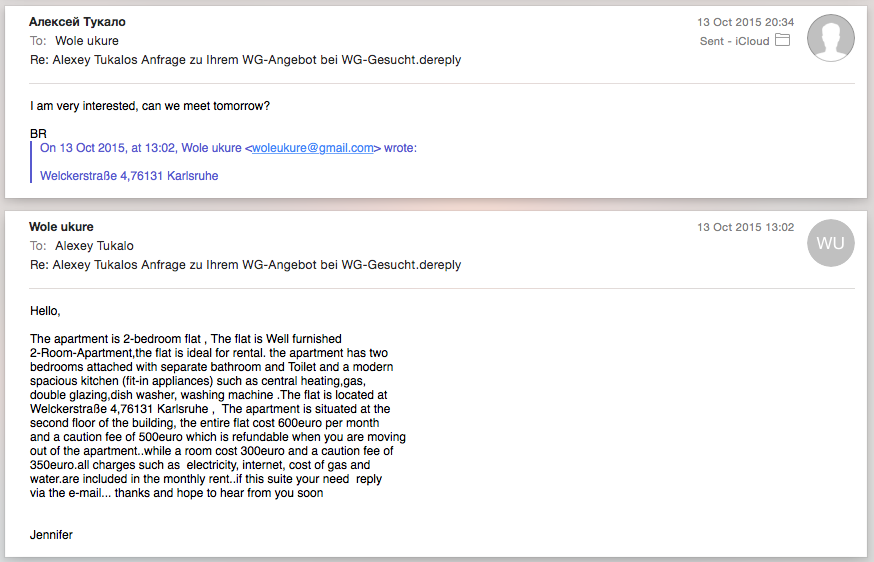 Алексей Тукало
13 Oct 2015 20:34
To: Wole ukure
Sent - iCloud
Re: Alexey Tukalos Anfrage zu Ihrem WG-Angebot bei WG-Gesucht.dereply
I am very interested, can we meet tomorrow?
BR
On 13 Oct 2015, at 13:02, Wole ukure <woleukure@gmail.com> wrote:
Welckerstraße 4,76131 Karlsruhe
Wole ukure
13 Oct 2015 13:02
To: Alexey Tukalo
WU
Re: Alexey Tukalos Anfrage zu Ihrem WG-Angebot bei WG-Gesucht.dereply
Hello,
The apartment is 2-bedroom flat , The flat is Well furnished
2-Room-Apartment,the flat is ideal for rental. the apartment has two
bedrooms attached with separate bathroom and Toilet and a modern
spacious kitchen (fit-in appliances) such as central heating,gas,
double glazing,dish washer, washing machine .The flat is located at
Welckerstraße 4,76131 Karlsruhe ,  The apartment is situated at the
second floor of the building, the entire flat cost 600euro per month
and a caution fee of 500euro which is refundable when you are moving
out of the apartment..while a room cost 300euro and a caution fee of
350euro.all charges such as  electricity, internet, cost of gas and
water.are included in the monthly rent..if this suite your need  reply
via the e-mail... thanks and hope to hear from you soon
Jennifer